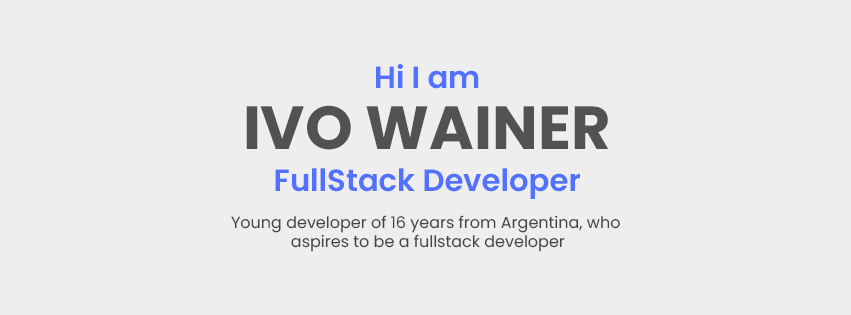 Hi I am
IVO WAINER
FullStack Developer
Young developer of 16 years from Argentina, who
aspires to be a fullstack developer